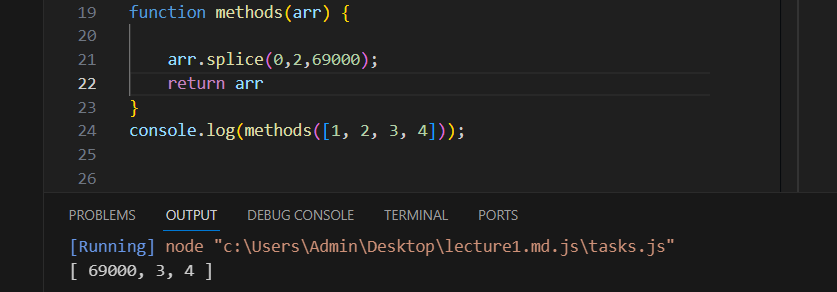 19 function methods(arr) {
20
21 arr.splice(0,2,69000);
22 return arr
23 }
24 console.log(methods([1, 2, 3, 4]));
25
26
PROBLEMS OUTPUT DEBUG CONSOLE TERMINAL PORTS
[Running] node "c:\Users\Admin\Desktop\lecture1.md.js\tasks.js"
[ 69000, 3, 4 ]